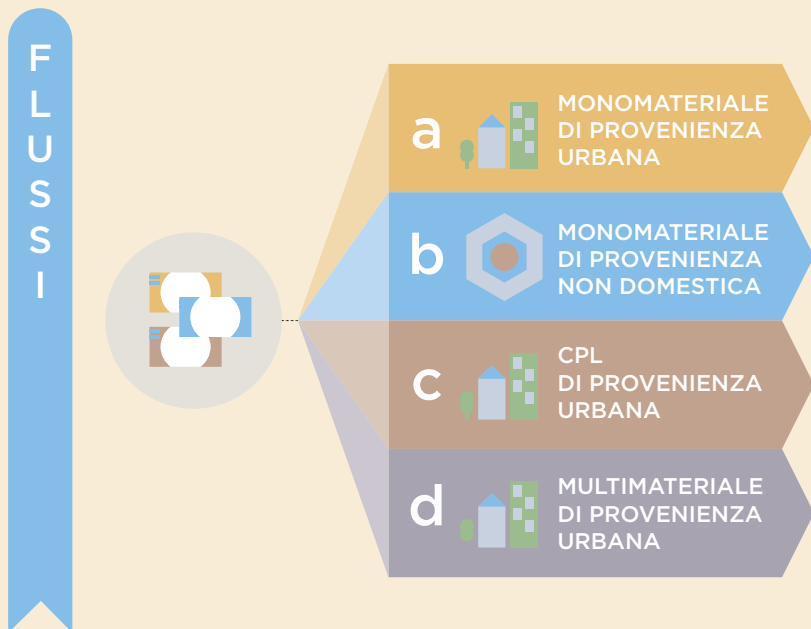 FLUSSI
a
MONOMATERIALE
DI PROVENIENZA
URBANA
b
MONOMATERIALE
DI PROVENIENZA
NON DOMESTICA
c
CPL
DI PROVENIENZA
URBANA
d
MULTIMATERIALE
DI PROVENIENZA
URBANA